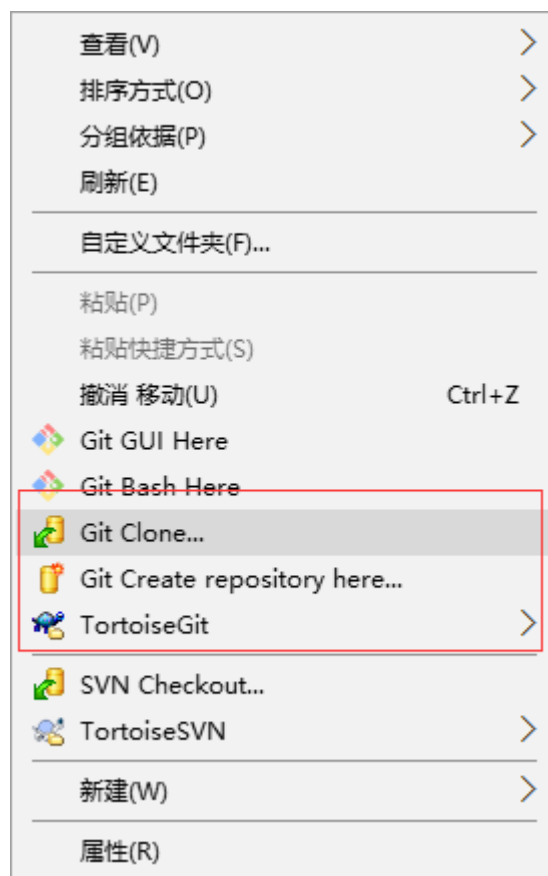 查看(V)
排序方式(O)
分组依据(P)
刷新(E)
自定义文件夹(F)...
粘贴(P)
粘贴快捷方式(S)
撤消 移动(U) Ctrl+Z
Git GUI Here
Git Bash Here
Git Clone...
Git Create repository here...
TortoiseGit
SVN Checkout...
TortoiseSVN
新建(W)
属性(R)